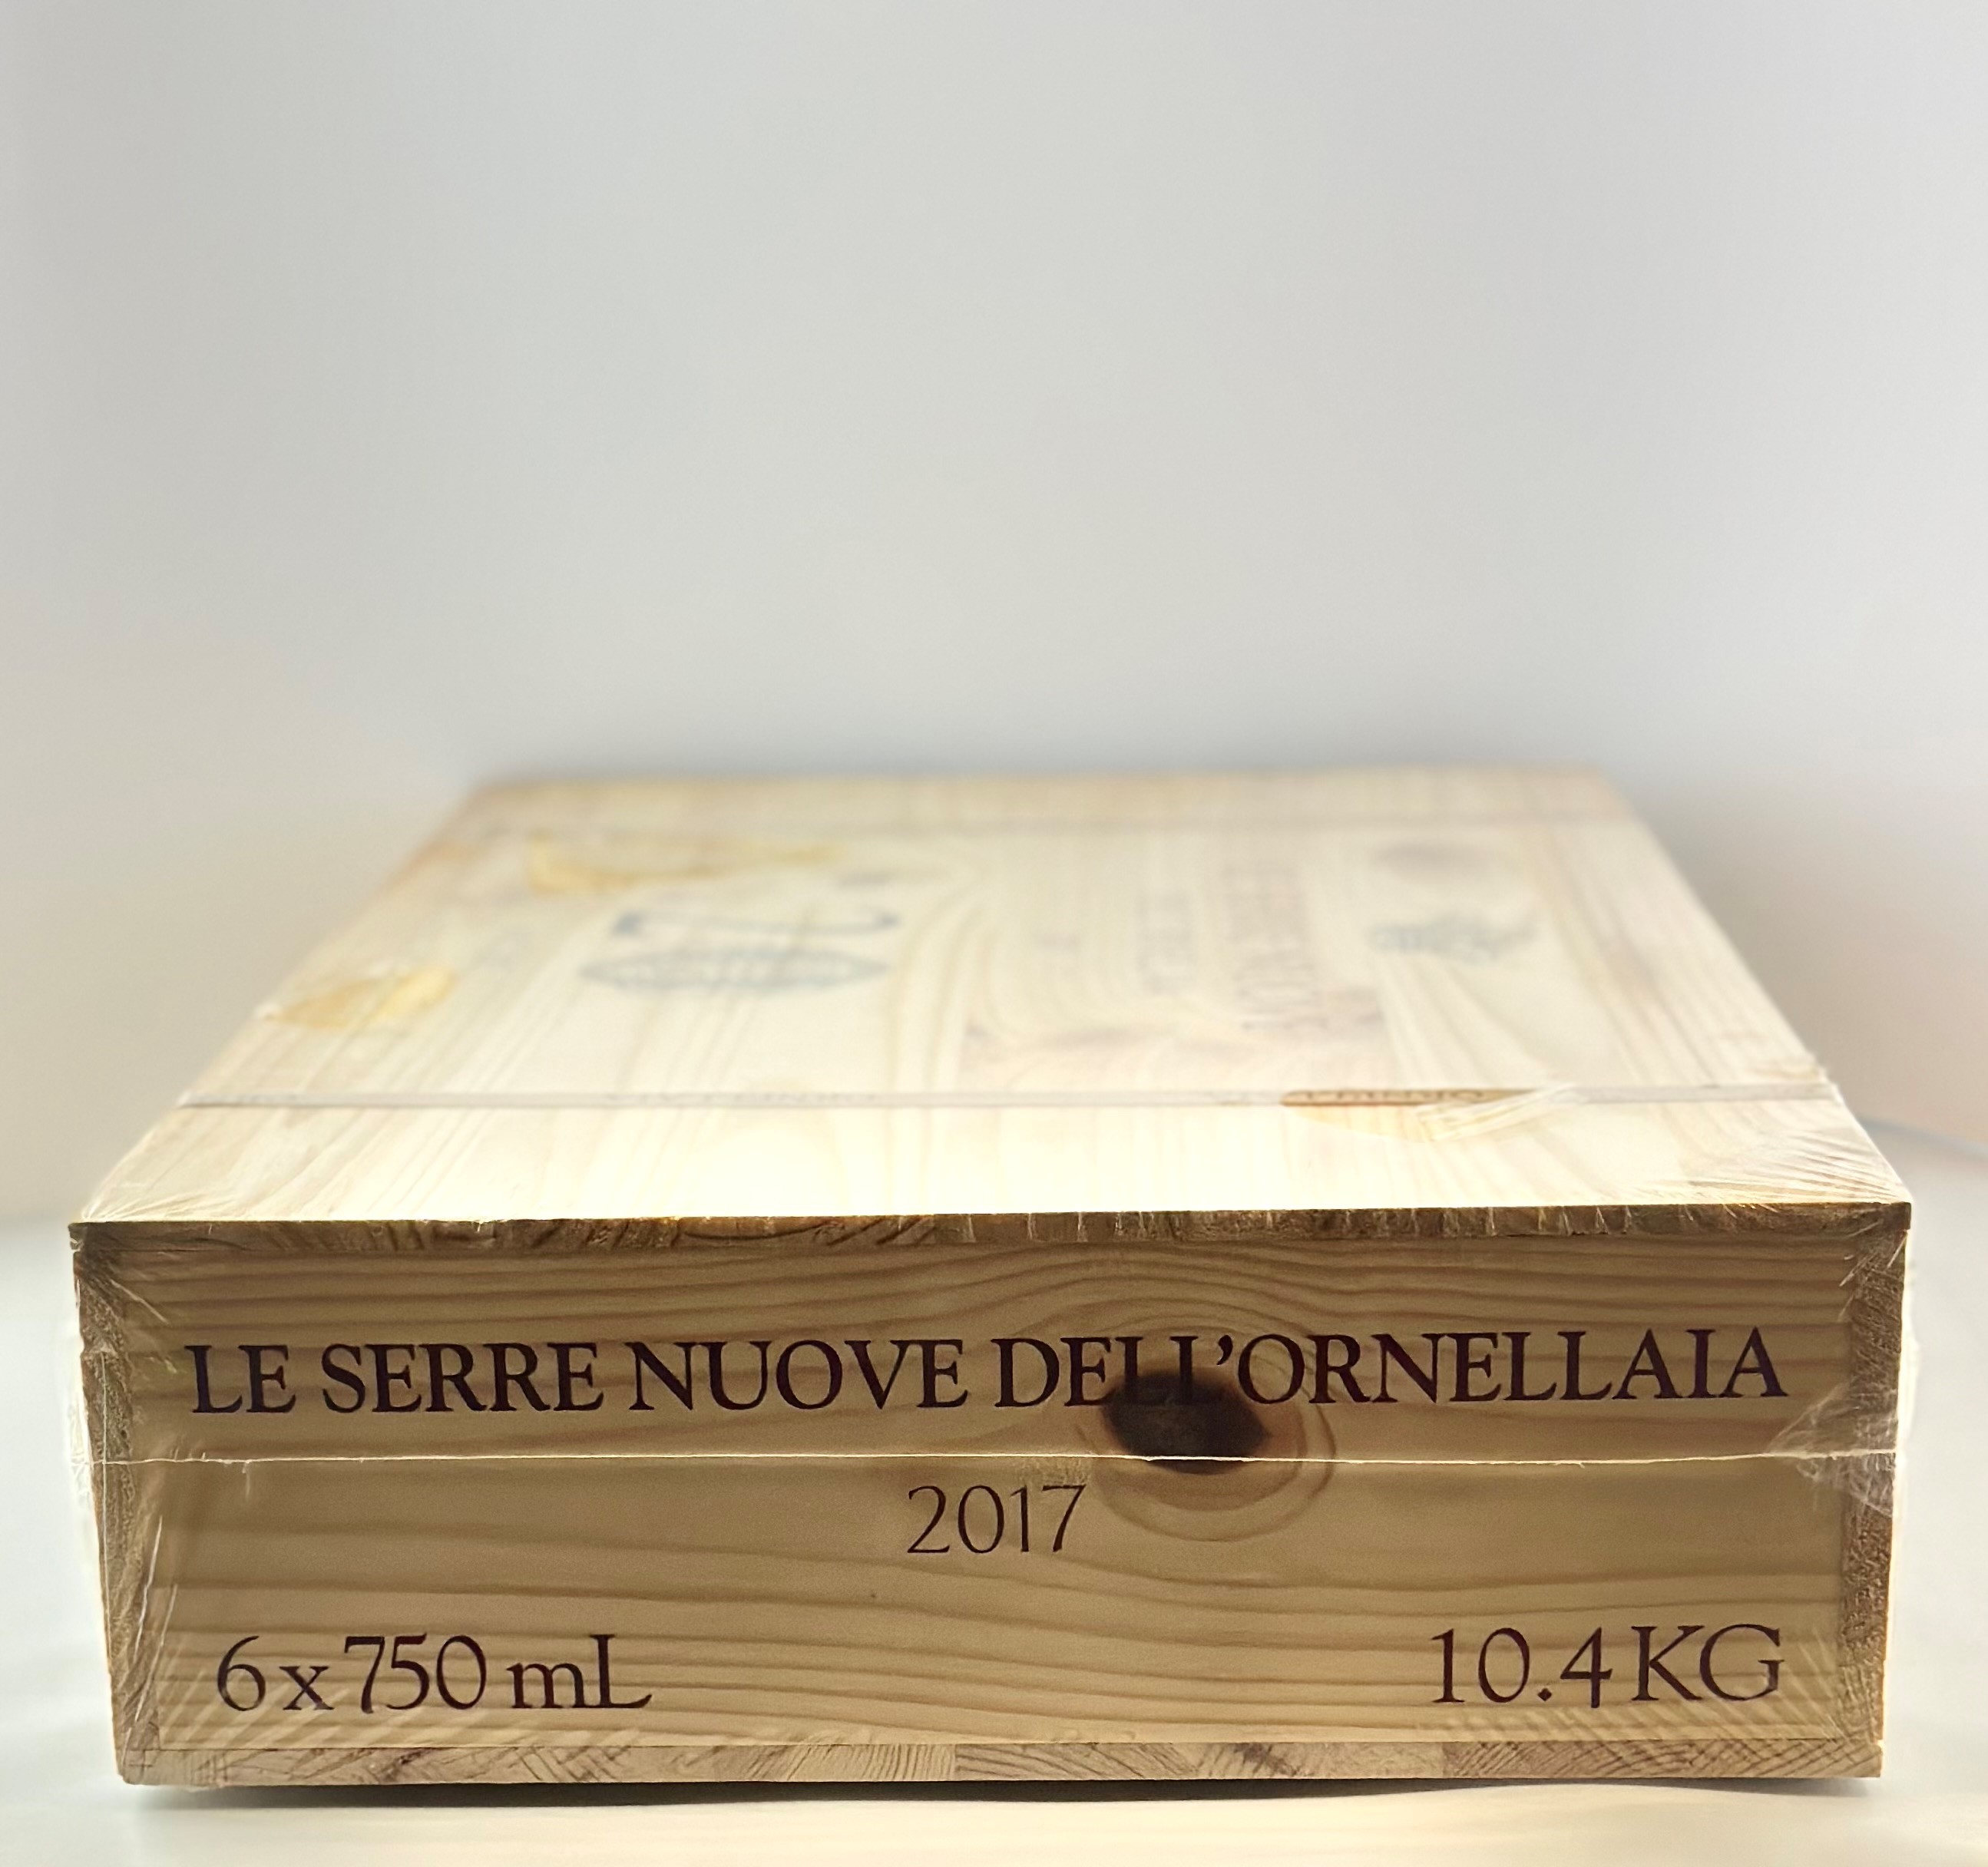 LE SERRE NUOVE DELL'ORNELLAIA
2017
6 x 750 mL
10.4 KG